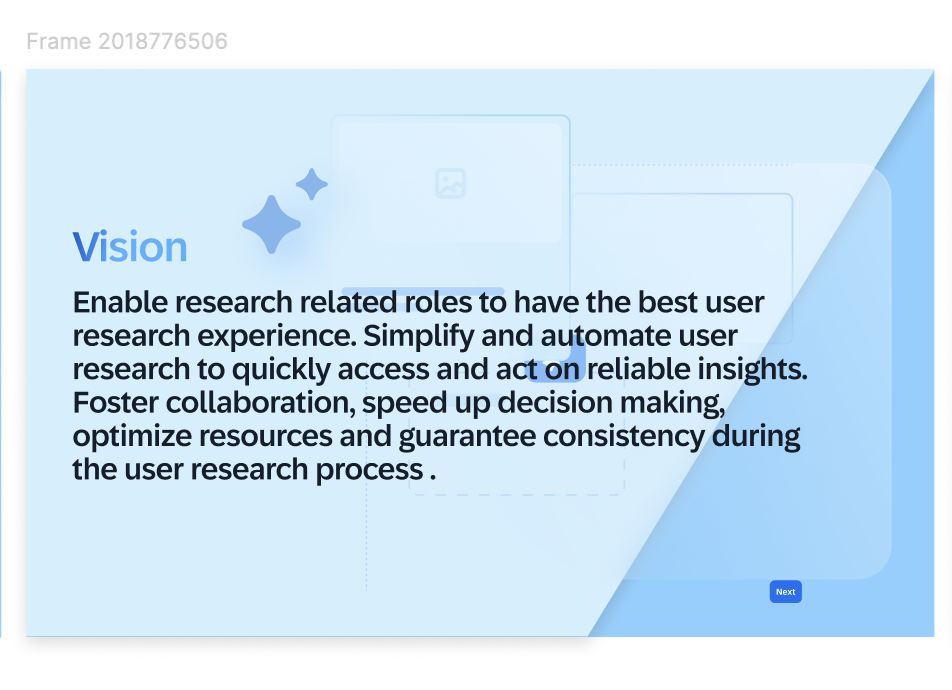 Frame 2018776506
Vision
Enable research related roles to have the best user
research experience. Simplify and automate user
research to quickly access and act on reliable insights.
Foster collaboration, speed up decision making,
optimize resources and guarantee consistency during
the user research process .
Next